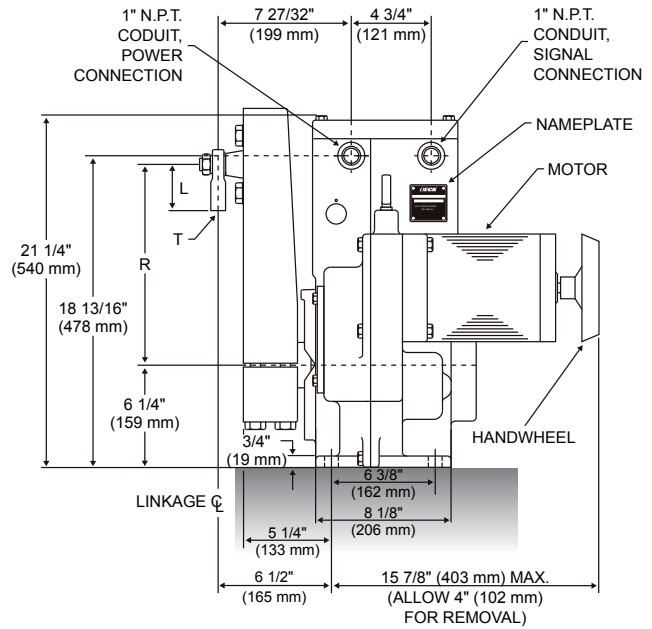 7 27/32"
(199 mm)
4 3/4"
(121 mm)
1" N.P.T.
CODUIT,
POWER
CONNECTION
1" N.P.T.
CONDUIT,
SIGNAL
CONNECTION
NAMEPLATE
MOTOR
BECK
L
T
R
21 1/4"
(540 mm)
18 13/16"
(478 mm)
6 1/4"
(159 mm)
3/4"
(19 mm)
HANDWHEEL
LINKAGE ℄
6 3/8"
(162 mm)
8 1/8"
(206 mm)
5 1/4"
(133 mm)
6 1/2"
(165 mm)
15 7/8" (403 mm) MAX.
(ALLOW 4" (102 mm)
FOR REMOVAL)